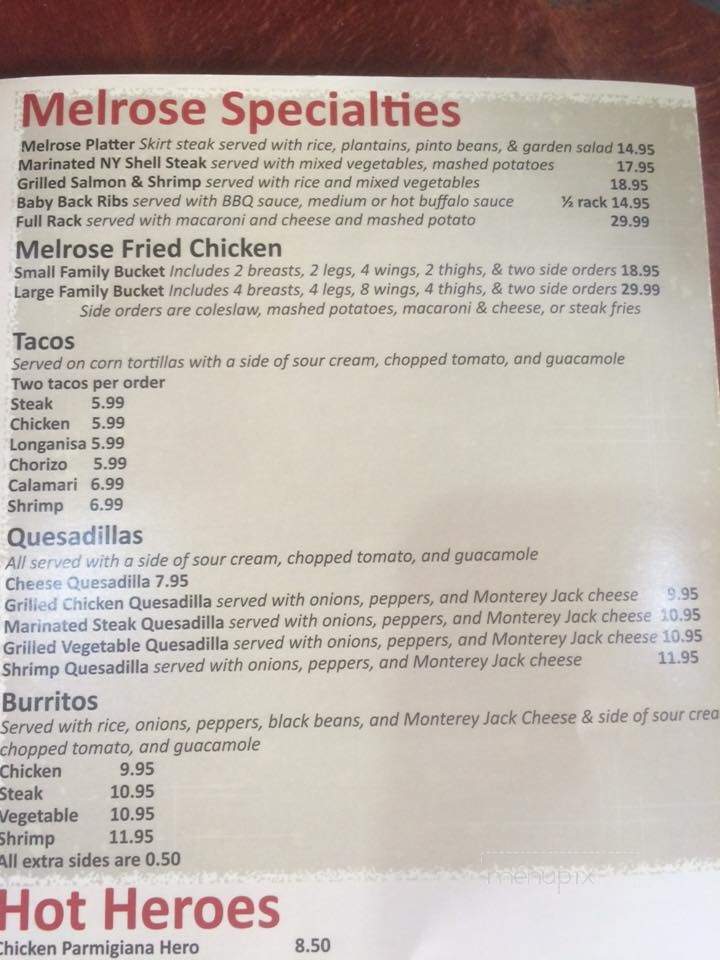 Melrose Specialties
Melrose Platter Skirt steak served with rice, plantains, pinto beans, & garden salad 14.95
Marinated NY Shell Steak served with mixed vegetables, mashed potatoes 17.95
Grilled Salmon & Shrimp served with rice and mixed vegetables 18.95
Baby Back Ribs served with BBQ sauce, medium or hot buffalo sauce ½ rack 14.95
Full Rack served with macaroni and cheese and mashed potato 29.99
Melrose Fried Chicken
Small Family Bucket Includes 2 breasts, 2 legs, 4 wings, 2 thighs, & two side orders 18.95
Large Family Bucket Includes 4 breasts, 4 legs, 8 wings, 4 thighs, & two side orders 29.99
Side orders are coleslaw, mashed potatoes, macaroni & cheese, or steak fries
Tacos
Served on corn tortillas with a side of sour cream, chopped tomato, and guacamole
Two tacos per order
Steak 5.99
Chicken 5.99
Longanisa 5.99
Chorizo 5.99
Calamari 6.99
Shrimp 6.99
Quesadillas
All served with a side of sour cream, chopped tomato, and guacamole
Cheese Quesadilla 7.95
Grilled Chicken Quesadilla served with onions, peppers, and Monterey Jack cheese 9.95
Marinated Steak Quesadilla served with onions, peppers, and Monterey Jack cheese 10.95
Grilled Vegetable Quesadilla served with onions, peppers, and Monterey Jack cheese 10.95
Shrimp Quesadilla served with onions, peppers, and Monterey Jack cheese 11.95
Burritos
Served with rice, onions, peppers, black beans, and Monterey Jack Cheese & side of sour crea
chopped tomato, and guacamole
Chicken 9.95
Steak 10.95
Vegetable 10.95
Shrimp 11.95
All extra sides are 0.50
menupix
Hot Heroes
Chicken Parmigiana Hero 8.50